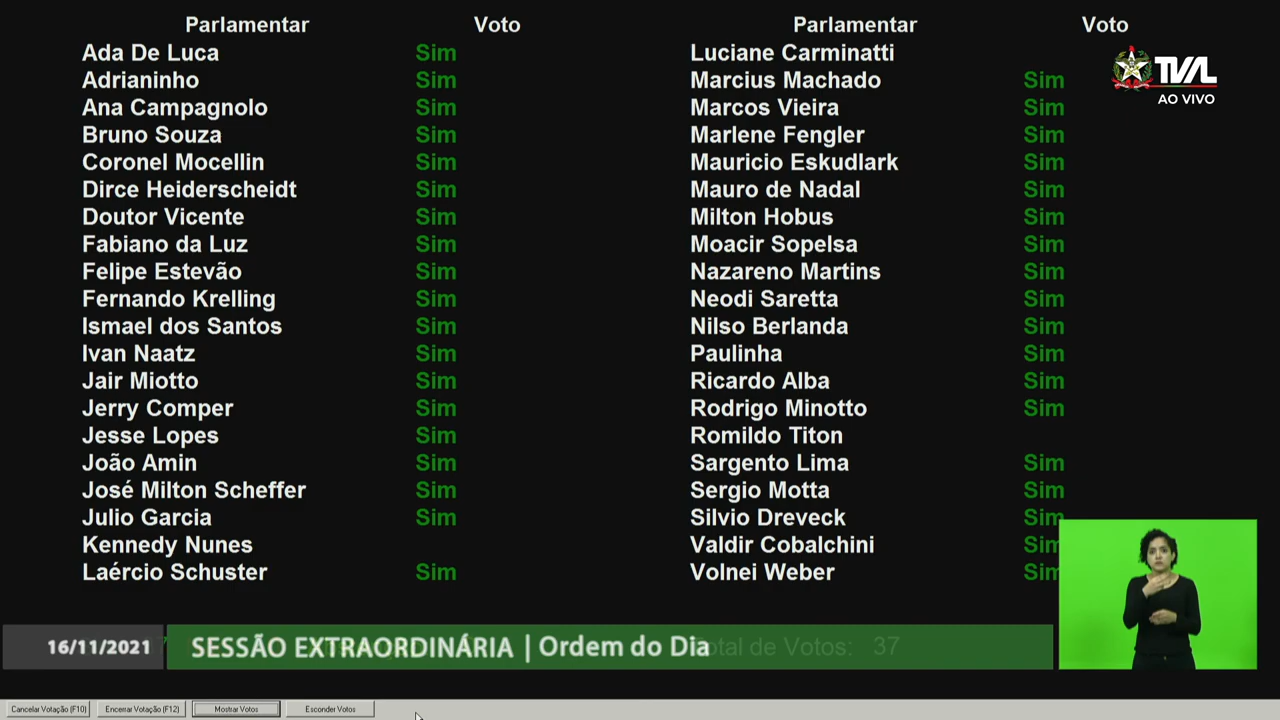 Parlamentar Voto Parlamentar Voto
Ada De Luca Sim Luciane Carminatti
Adrianinho Sim Marcius Machado Sim
Ana Campagnolo Sim Marcos Vieira Sim
Bruno Souza Sim Marlene Fengler Sim
Coronel Mocellin Sim Mauricio Eskudlark Sim
Dirce Heiderscheidt Sim Mauro de Nadal Sim
Doutor Vicente Sim Milton Hobus Sim
Fabiano da Luz Sim Moacir Sopelsa Sim
Felipe Estevão Sim Nazareno Martins Sim
Fernando Krelling Sim Neodi Saretta Sim
Ismael dos Santos Sim Nilso Berlanda Sim
Ivan Naatz Sim Paulinha Sim
Jair Miotto Sim Ricardo Alba Sim
Jerry Comper Sim Rodrigo Minotto Sim
Jesse Lopes Sim Romildo Titon
João Amin Sim Sargento Lima Sim
José Milton Scheffer Sim Sergio Motta Sim
Julio Garcia Sim Silvio Dreveck Sim
Kennedy Nunes Valdir Cobalchini Sim
Laércio Schuster Sim Volnei Weber Sim
TVAL
AO VIVO
16/11/2021 SESSÃO EXTRAORDINÁRIA | Ordem do Dia de Votos: 37
Cancelar Votação (F10) Encerrar Votação (F12) Mostrar Votos Esconder Votos